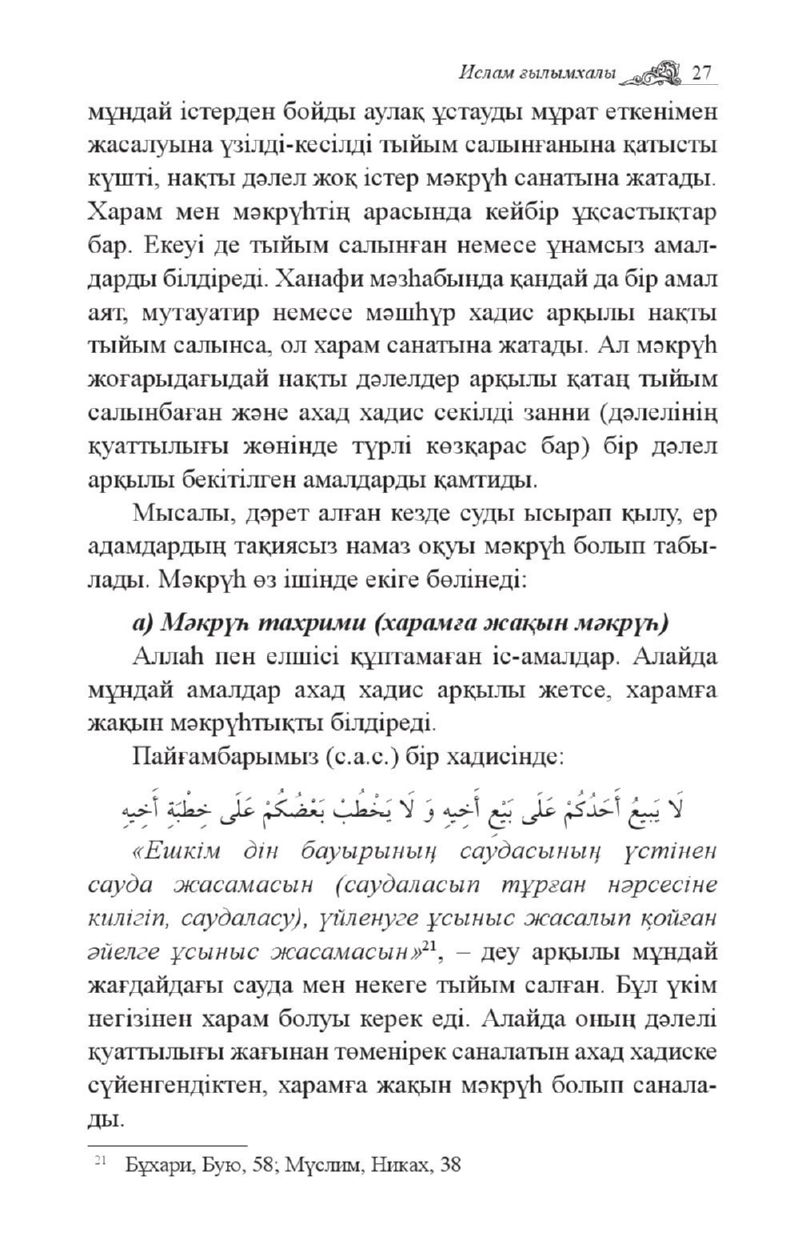 Ислам ғылымхалы 27
мұндай істерден бойды аулақ ұстауды мұрат еткенімен
жасалуына үзілді-кесілді тыйым салынғанына қатысты
күшті, нақты дәлел жоқ істер мәкрүһ санатына жатады.
Харам мен мәкрүһтің арасында кейбір ұқсастықтар
бар. Екеуі де тыйым салынған немесе ұнамсыз амал-
дарды білдіреді. Ханафи мәзһабында қандай да бір амал
аят, мутауатир немесе мәшһүр хадис арқылы нақты
тыйым салынса, ол харам санатына жатады. Ал мәкрүһ
жоғарыдағыдай нақты дәлелдер арқылы қатаң тыйым
салынбаған және ахад хадис секілді занни (дәлелінің
қуаттылығы жөнінде түрлі көзқарас бар) бір дәлел
арқылы бекітілген амалдарды қамтиды.
Мысалы, дәрет алған кезде суды ысырап қылу, ер
адамдардың тақиясыз намаз оқуы мәкрүһ болып табы-
лады. Мәкрүһ өз ішінде екіге бөлінеді:
а) Мәкрүһ тахрими (харамға жақын мәкрүһ)
Аллаһ пен елшісі құптамаған іс-амалдар. Алайда
мұндай амалдар ахад хадис арқылы жетсе, харамға
жақын мәкрүһтықты білдіреді.
Пайғамбарымыз (с.а.с.) бір хадисінде:
لَا يَبِيعُ أَحَدُكُمْ عَلَى بَيْعِ أَخِيهِ وَ لَا يَخْطُبْ بَعْضُكُمْ عَلَى خِطْبَةِ أَخِيهِ
«Ешкім дін бауырының саудасының үстінен
сауда жасамасын (саудаласып тұрған нәрсесіне
килігіп, саудаласу), үйленуге ұсыныс жасалып қойған
әйелге ұсыныс жасамасын»²¹, – деу арқылы мұндай
жағдайдағы сауда мен некеге тыйым салған. Бұл үкім
негізінен харам болуы керек еді. Алайда оның дәлелі
қуаттылығы жағынан төменірек саналатын ахад хадиске
сүйенгендіктен, харамға жақын мәкрүһ болып санала-
ды.
²¹ Бұхари, Бую, 58; Мүслим, Никах, 38